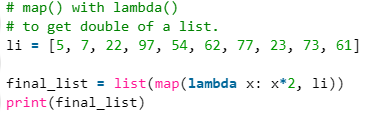 # map() with lambda()
# to get double of a list.
li = [5, 7, 22, 97, 54, 62, 77, 23, 73, 61]
final_list = list(map(lambda x: x*2, li))
print(final_list)